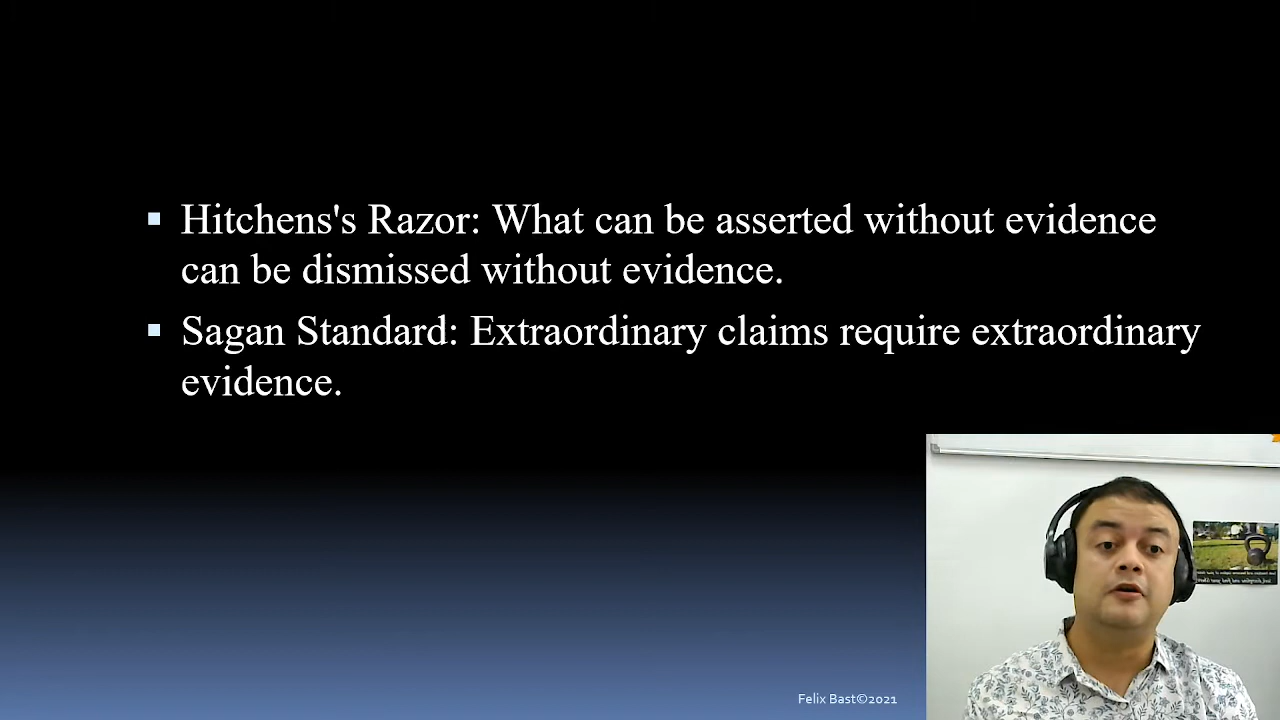 Hitchens's Razor: What can be asserted without evidence
can be dismissed without evidence.
Sagan Standard: Extraordinary claims require extraordinary
evidence.
Felix Bast©2021